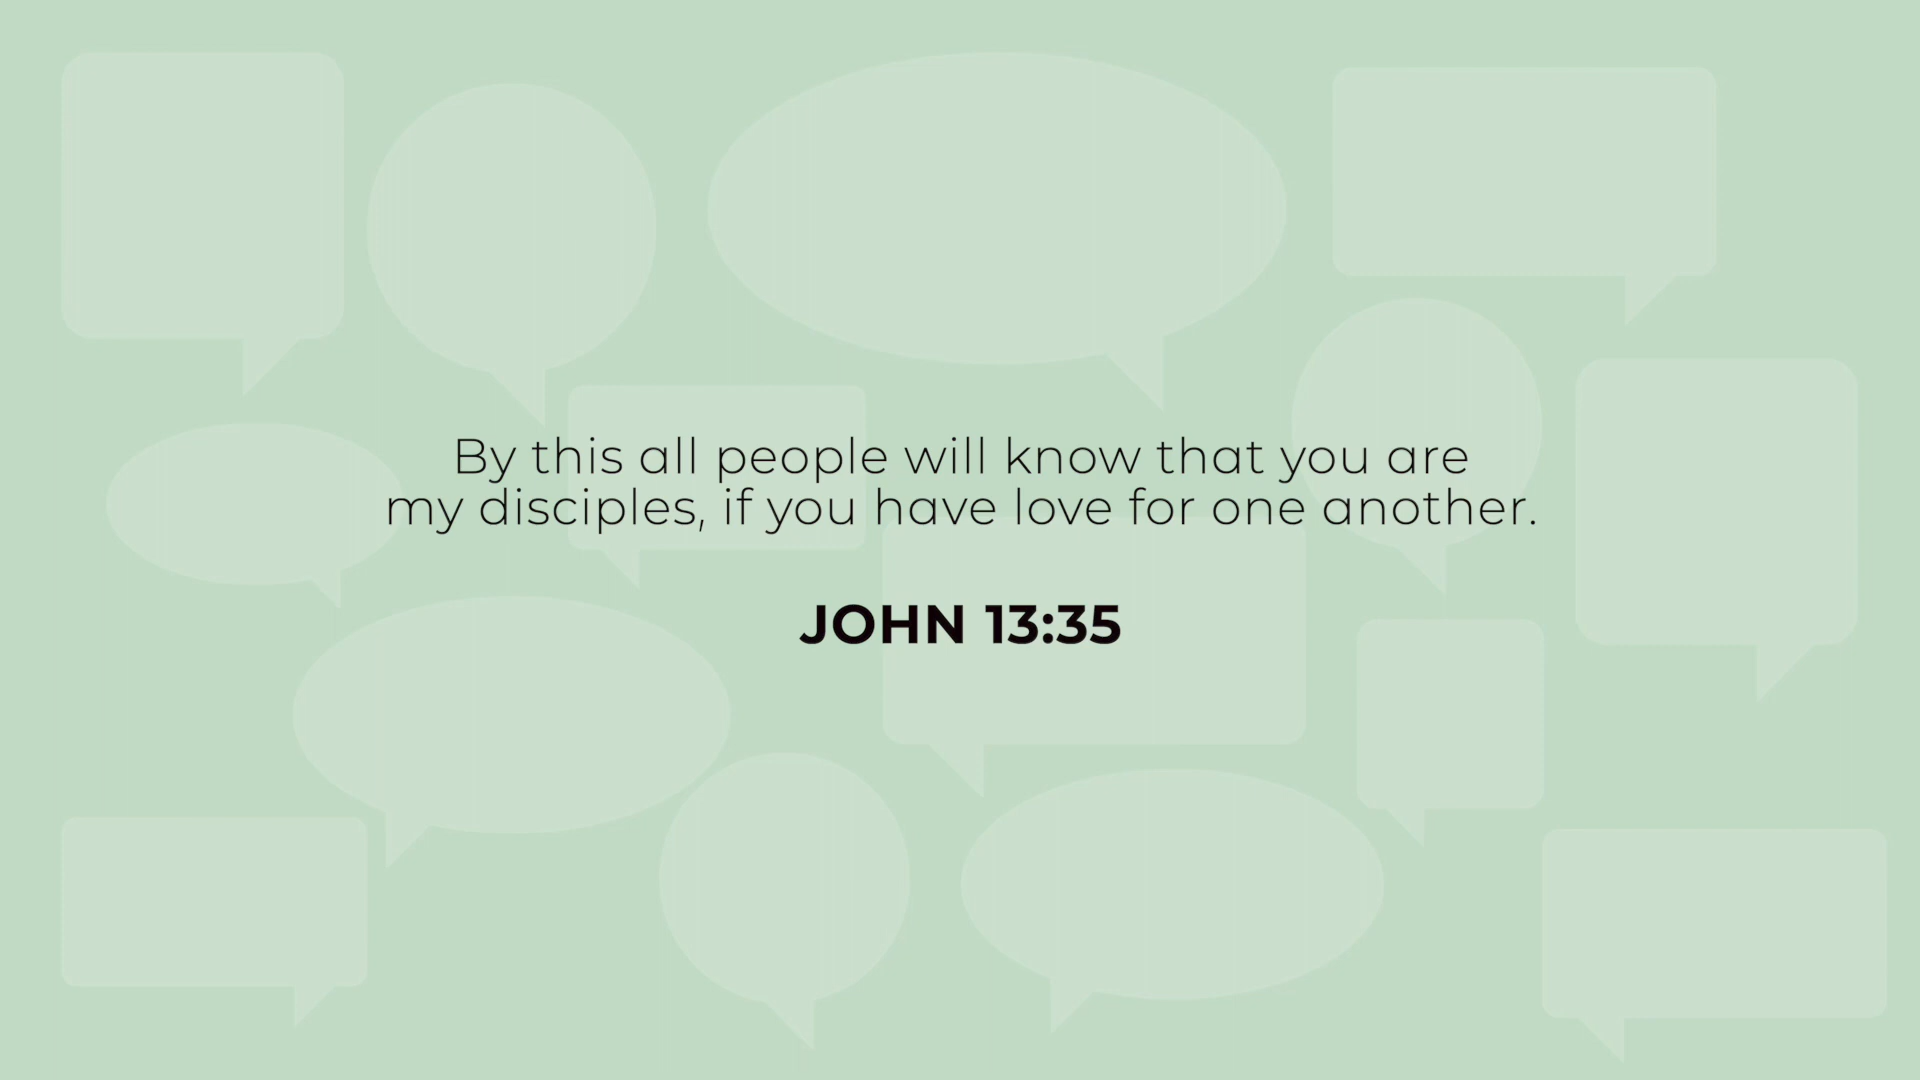 By this all people will know that you are
my disciples, if you have love for one another.
JOHN 13:35